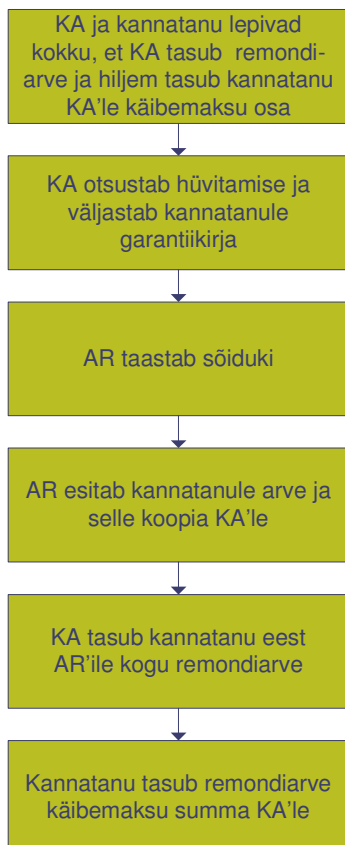 KA ja kannatanu lepivad
kokku, et KA tasub remondi-
arve ja hiljem tasub kannatanu
KA'le käibemaksu osa
KA otsustab hüvitamise ja
väljastab kannatanule
garantiikirja
AR taastab sõiduki
AR esitab kannatanule arve ja
selle koopia KA'le
KA tasub kannatanu eest
AR'ile kogu remondiarve
Kannatanu tasub remondiarve
käibemaksu summa KA'le